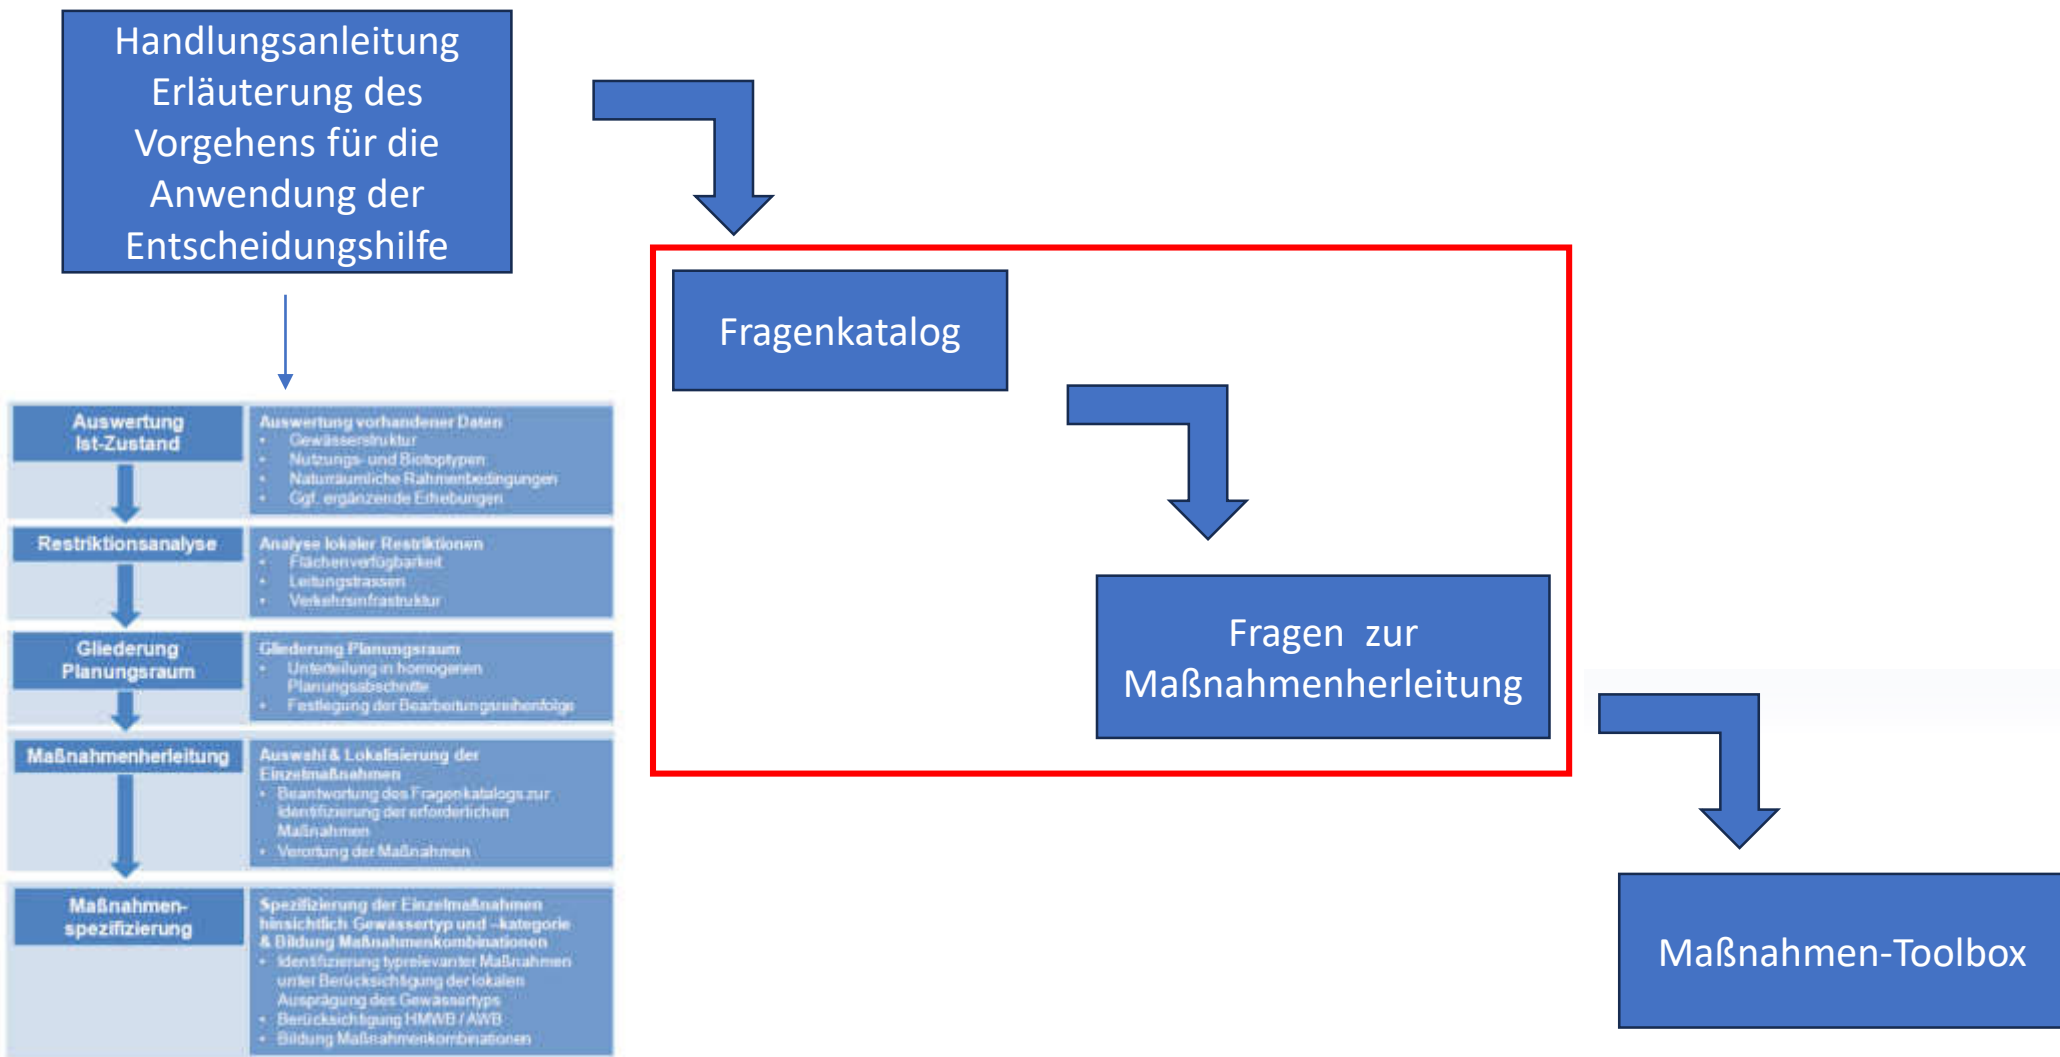 Handlungsanleitung
Erläuterung des
Vorgehens für die
Anwendung der
Entscheidungshilfe
Fragenkatalog
Fragen zur
Maßnahmenherleitung
Maßnahmen-Toolbox
Auswertung
Ist-Zustand
Auswertung vorhandener Daten
• Gewässerstruktur
• Nutzungs- und Biotoptypen
• Naturräumliche Rahmenbedingungen
• Ggf. ergänzende Erhebungen
Restriktionsanalyse
Analyse lokaler Restriktionen
• Flächenverfügbarkeit
• Leitungstrassen
• Verkehrsinfrastruktur
Gliederung
Planungsraum
Gliederung Planungsraum
• Unterteilung in homogenen
Planungsabschnitte
• Festlegung der Bearbeitungsreihenfolge
Maßnahmenherleitung
Auswahl & Lokalisierung der
Einzelmaßnahmen
• Beantwortung des Fragenkatalogs zur
Identifizierung der erforderlichen
Maßnahmen
• Verortung der Maßnahmen
Maßnahmen-
spezifizierung
Spezifizierung der Einzelmaßnahmen
hinsichtlich Gewässertyp und –kategorie
& Bildung Maßnahmenkombinationen
• Identifizierung typrelevanter Maßnahmen
unter Berücksichtigung der lokalen
Ausprägung des Gewässertyps
• Berücksichtigung HMWB / AWB
• Bildung Maßnahmenkombinationen